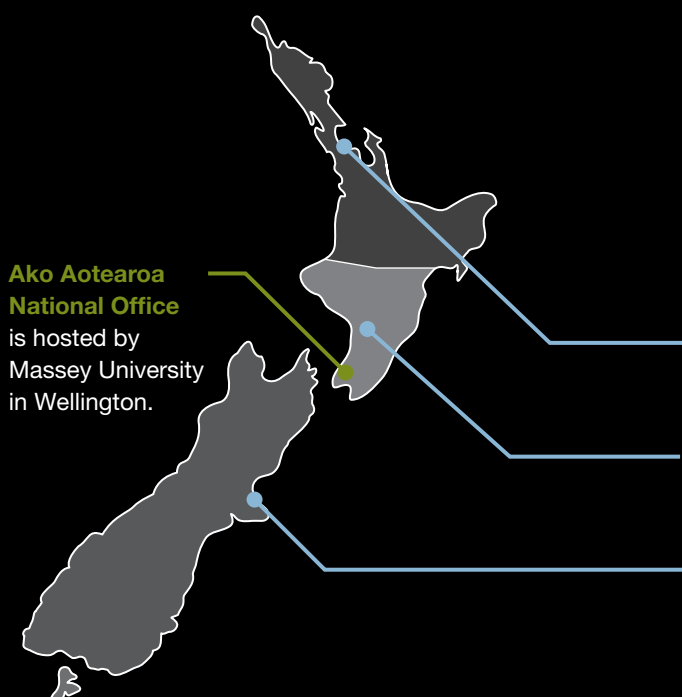 Ako Aotearoa
National Office
is hosted by
Massey University
in Wellington.